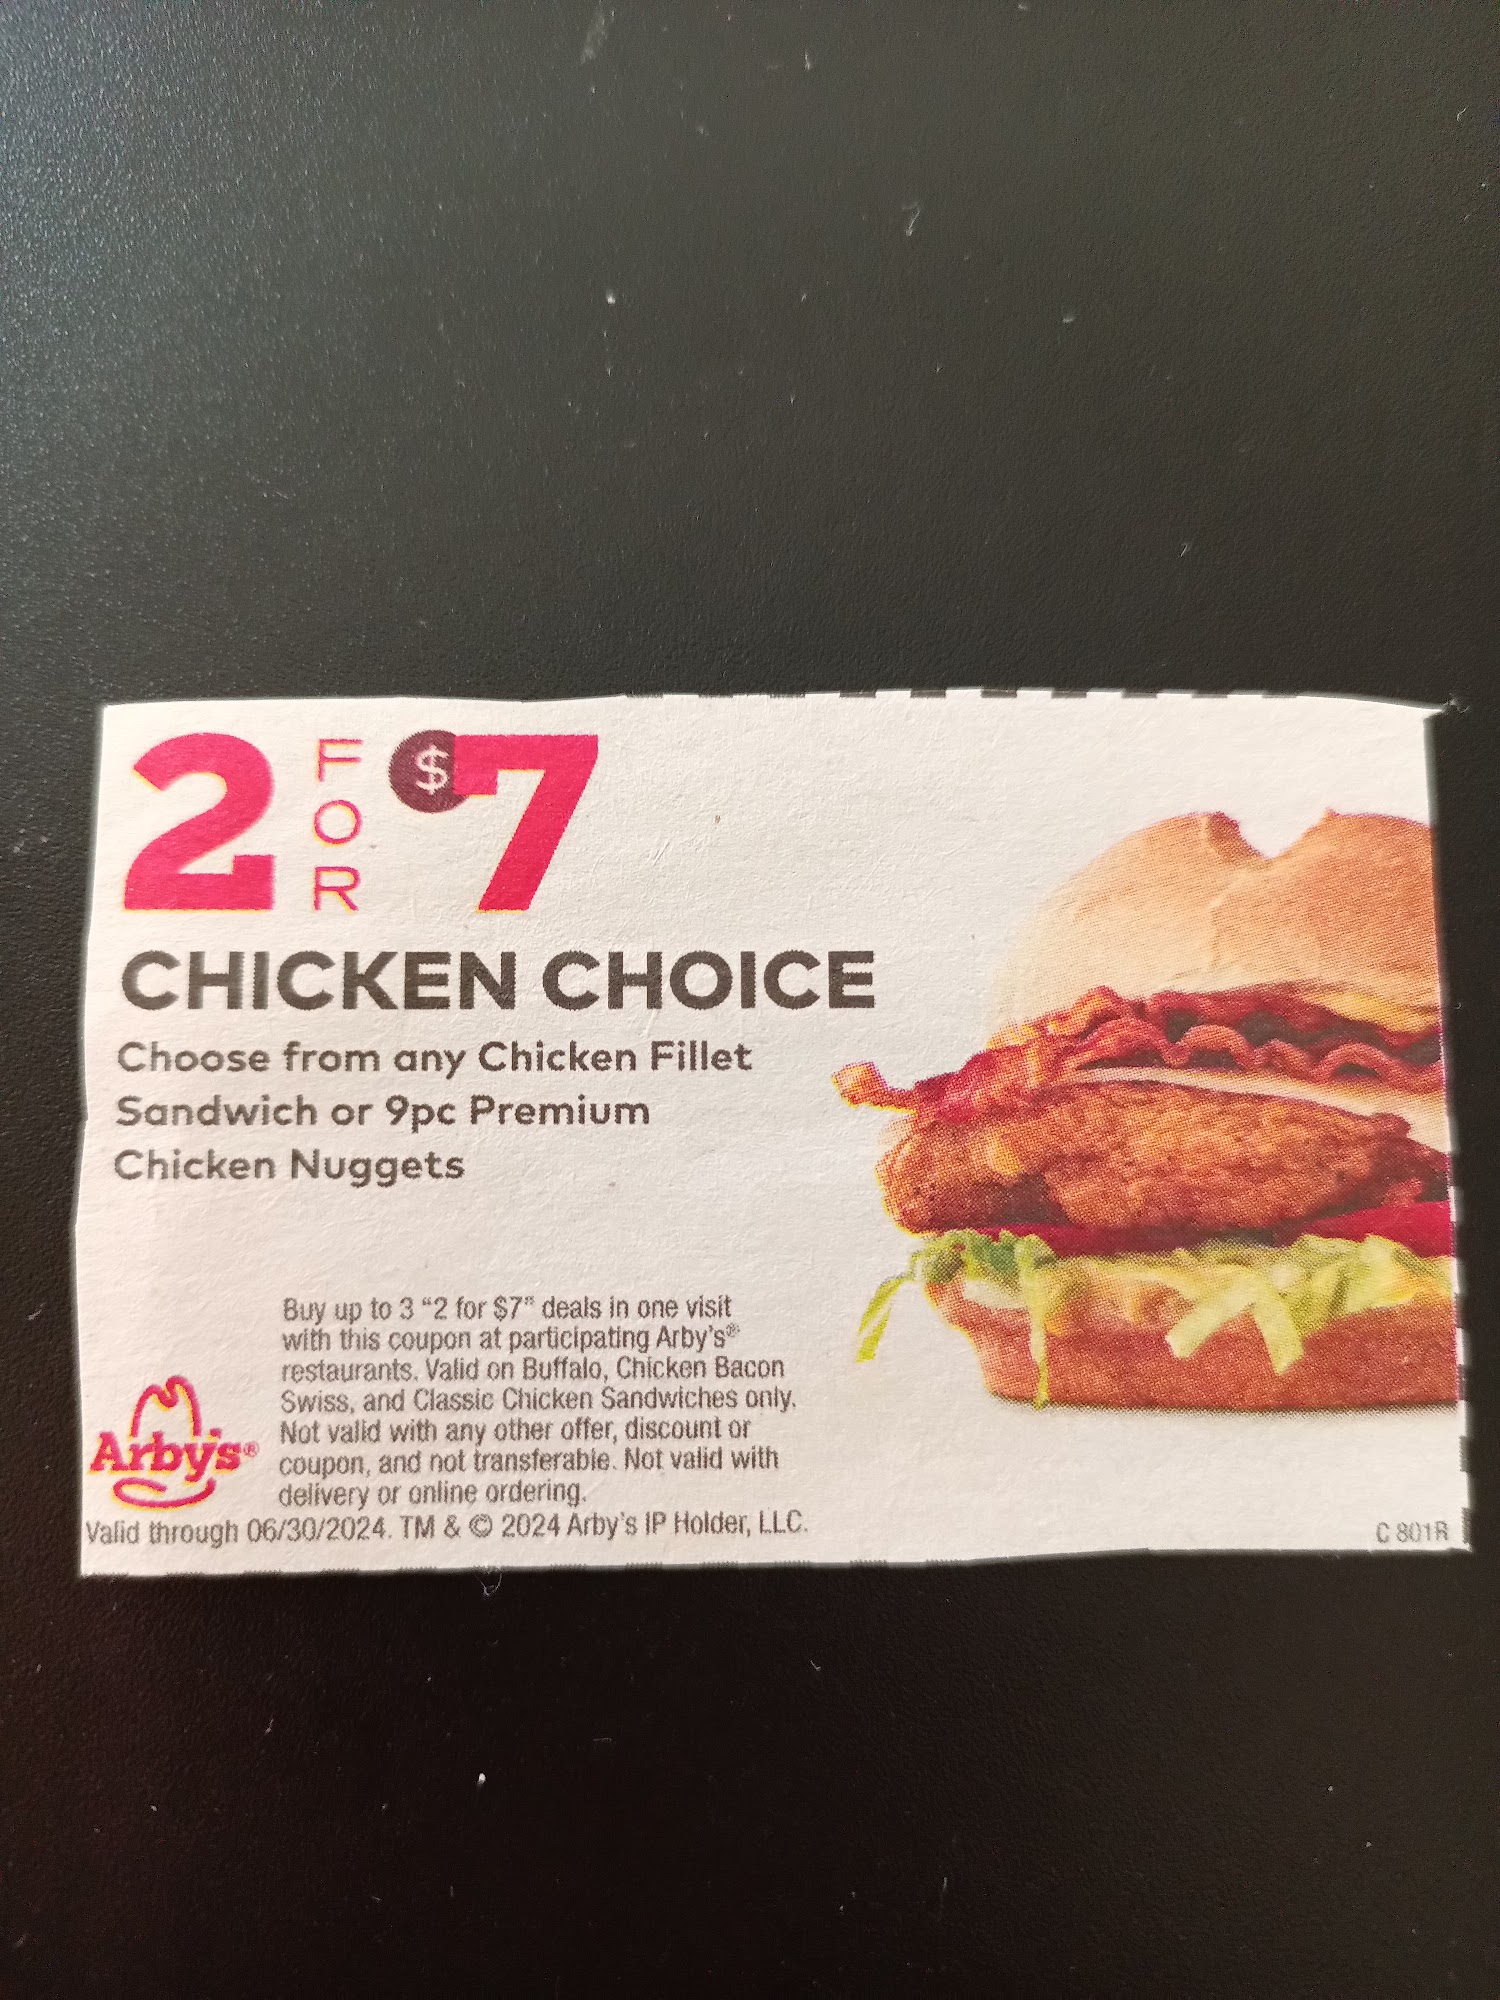 2 FOR $7
CHICKEN CHOICE
Choose from any Chicken Fillet
Sandwich or 9pc Premium
Chicken Nuggets
Buy up to 3 “2 for $7” deals in one visit
with this coupon at participating Arby's®
restaurants. Valid on Buffalo, Chicken Bacon
Swiss, and Classic Chicken Sandwiches only.
Not valid with any other offer, discount or
coupon, and not transferable. Not valid with
delivery or online ordering.
Arby's®
Valid through 06/30/2024. TM & © 2024 Arby's IP Holder, LLC.
C 801R